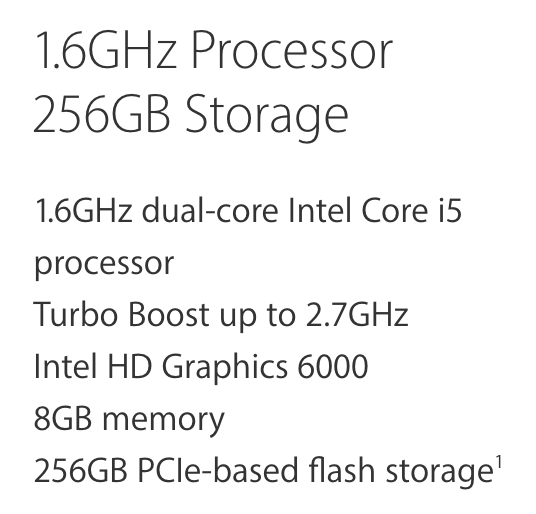 1.6GHz Processor
256GB Storage
1.6GHz dual-core Intel Core i5
processor
Turbo Boost up to 2.7GHz
Intel HD Graphics 6000
8GB memory
256GB PCIe-based flash storage¹